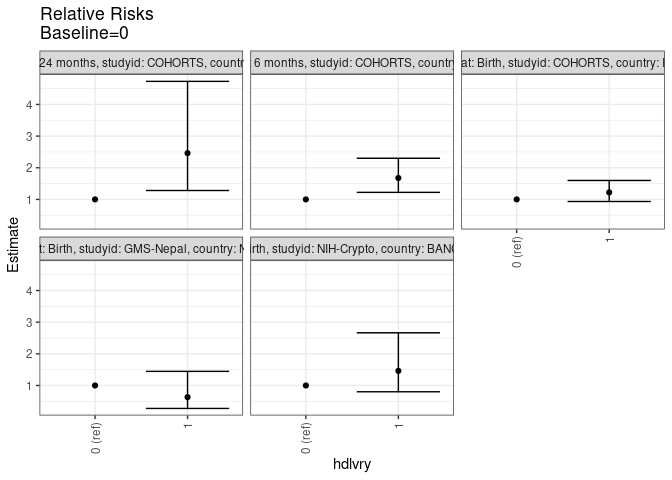 Relative Risks
Baseline=0
24 months, studyid: COHORTS, countr
6 months, studyid: COHORTS, country
at: Birth, studyid: COHORTS, country:
4
3
2
1
0 (ref)
1
t: Birth, studyid: GMS-Nepal, country: N
rth, studyid: NIH-Crypto, country: BANG
4
3
2
1
0 (ref)
1
0 (ref)
1
Estimate
hdlvry